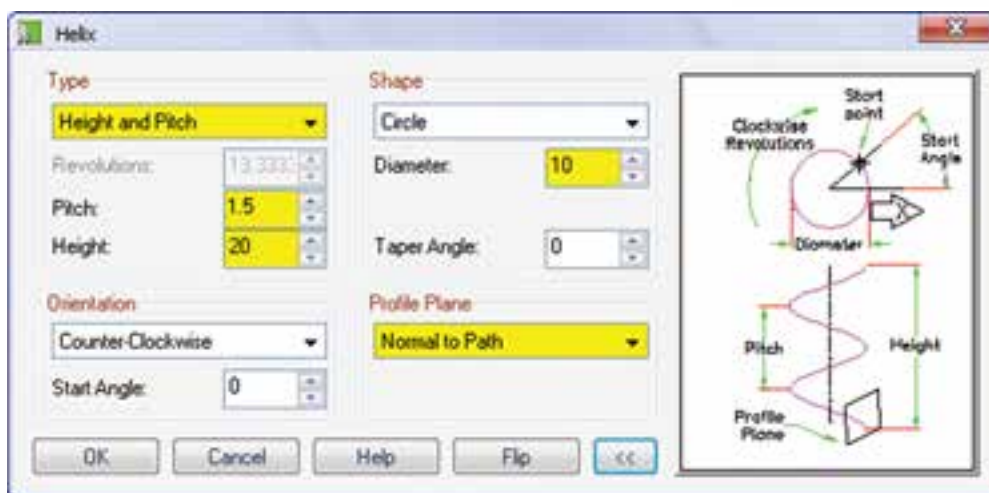 Helix
Type
Height and Pitch
Revolutions:
Pitch: 1.5
Height: 20
Shape
Circle
Diameter: 10
Taper Angle: 0
Orientation
Counter-Clockwise
Start Angle: 0
Profile Plane
Normal to Path
OK Cancel Help Flip <<
Start
point
Clockwise
Revolutions
Start
Angle
X
Diameter
Pitch
Height
Profile
Plane